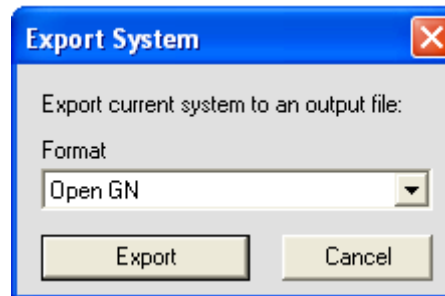 Export System
Export current system to an output file:
Format
Open GN
Export Cancel